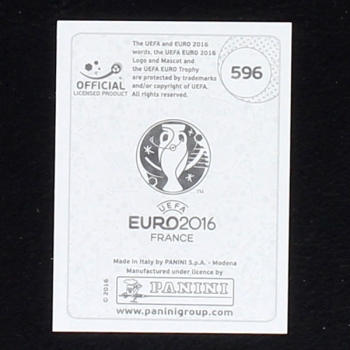 The UEFA and EURO 2016
words, the UEFA EURO 2016
Logo and Mascot and
the UEFA EURO Trophy
are protected by trademarks
and/or copyright of UEFA.
All rights reserved.
OFFICIAL
LICENSED PRODUCT
596
TM
UEFA
EURO2016
FRANCE
Made in Italy by PANINI S.p.A. - Modena
Manufactured under licence by
© 2016
PANINI
www.paninigroup.com